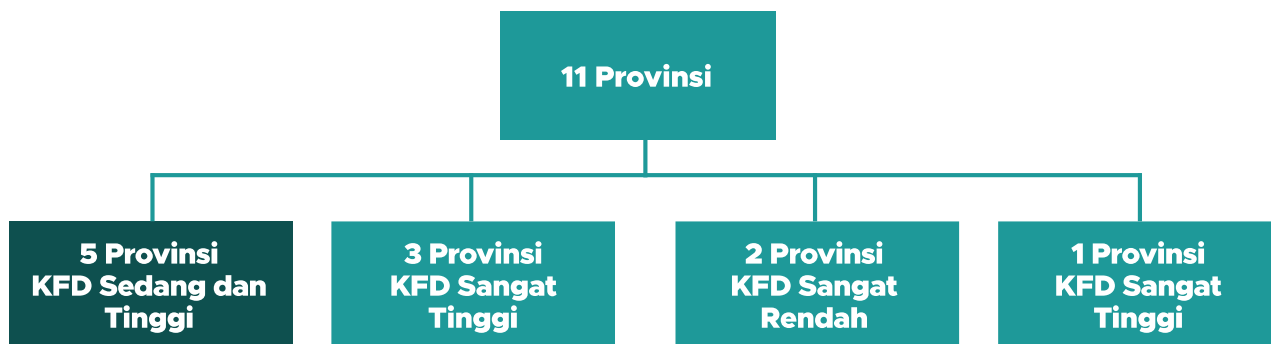 11 Provinsi
5 Provinsi
KFD Sedang dan
Tinggi
3 Provinsi
KFD Sangat
Tinggi
2 Provinsi
KFD Sangat
Rendah
1 Provinsi
KFD Sangat
Tinggi